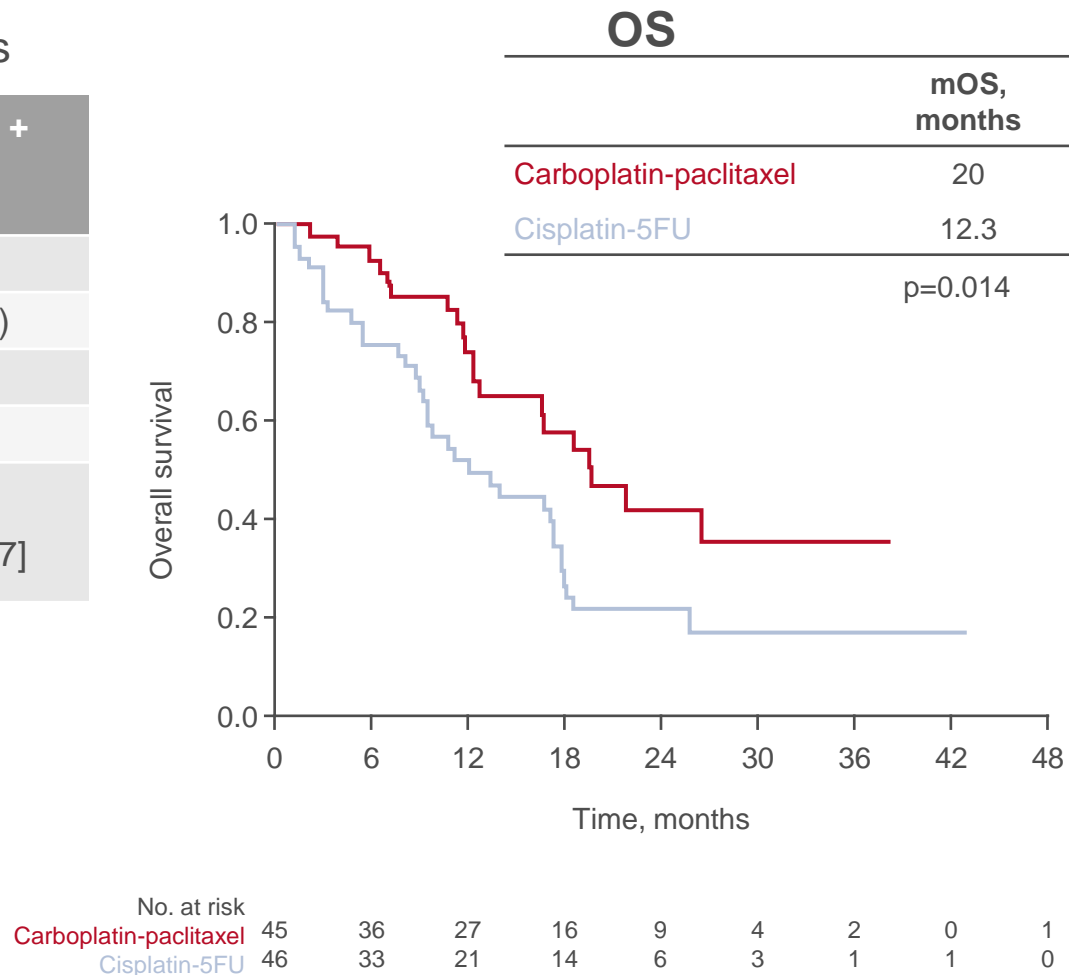 s
+
)
7]
OS
mOS,
months
Carboplatin-paclitaxel 20
Cisplatin-5FU 12.3
p=0.014
Overall survival
1.0
0.8
0.6
0.4
0.2
0.0
0 6 12 18 24 30 36 42 48
Time, months
No. at risk
Carboplatin-paclitaxel 45 36 27 16 9 4 2 0 1
Cisplatin-5FU 46 33 21 14 6 3 1 1 0